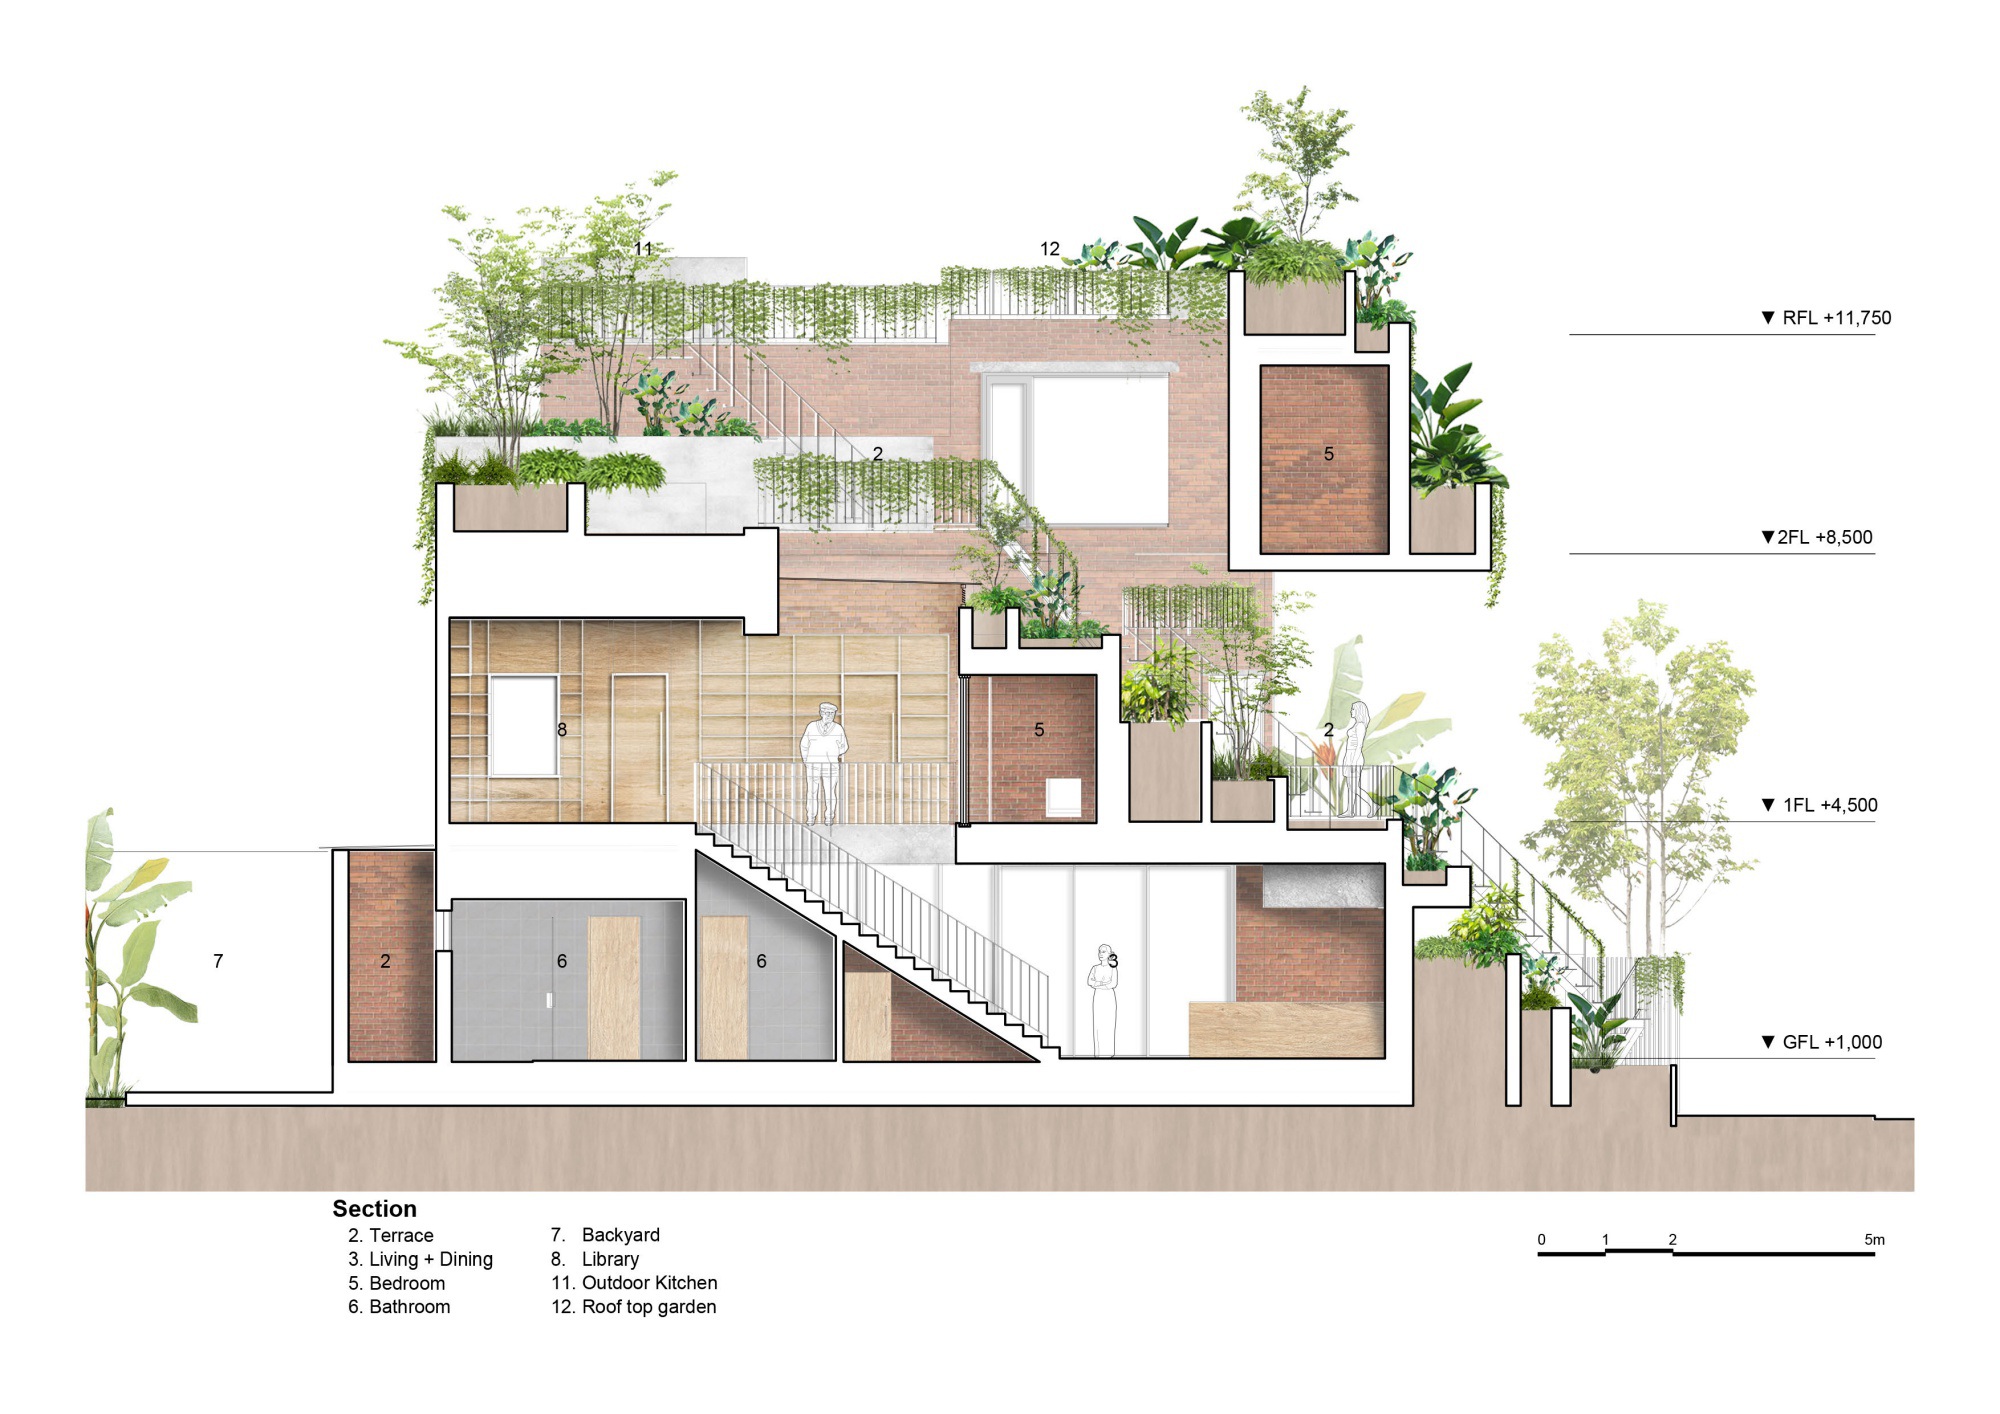 11
12
▼ RFL +11,750
2
5
▼2FL +8,500
8
5
2
▼ 1FL +4,500
7
2
6
6
3
▼ GFL +1,000
Section
2. Terrace
3. Living + Dining
5. Bedroom
6. Bathroom
7. Backyard
8. Library
11. Outdoor Kitchen
12. Roof top garden
0 1 2 5m